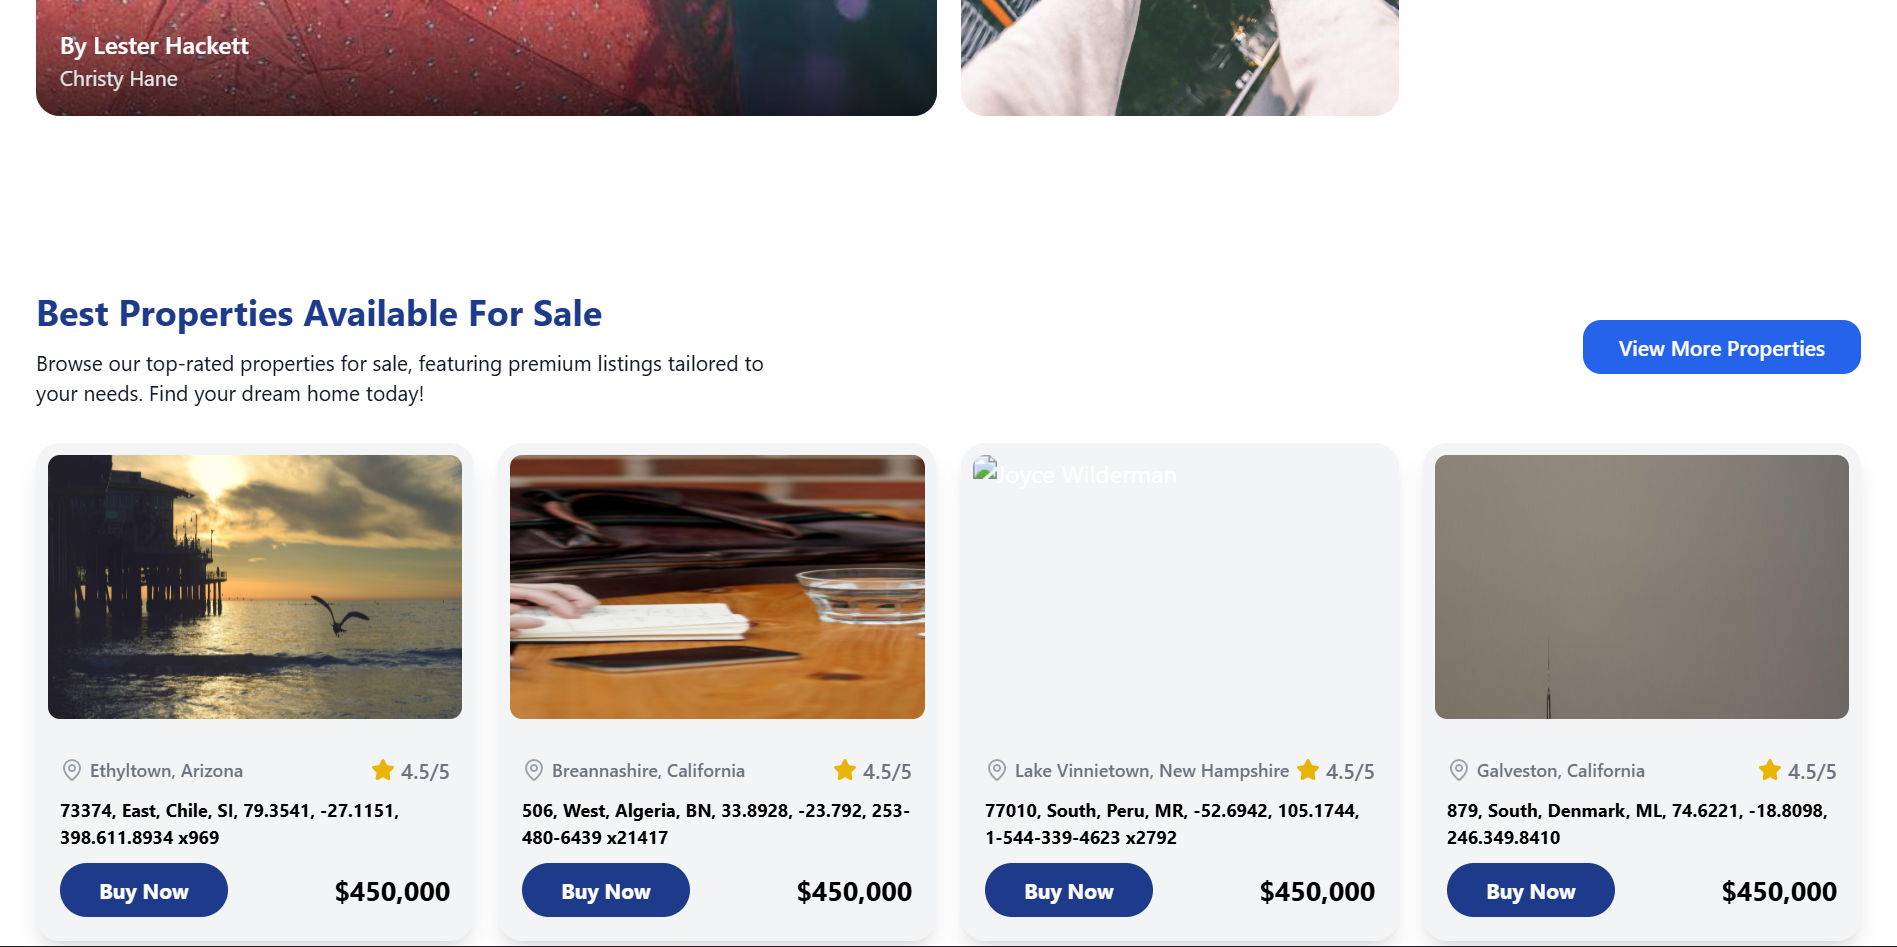 By Lester Hackett
Christy Hane
Best Properties Available For Sale
Browse our top-rated properties for sale, featuring premium listings tailored to
your needs. Find your dream home today!
View More Properties
Joyce Wilderman
Ethyltown, Arizona
4.5/5
73374, East, Chile, SI, 79.3541, -27.1151,
398.611.8934 x969
Buy Now
$450,000
Breannashire, California
4.5/5
506, West, Algeria, BN, 33.8928, -23.792, 253-
480-6439 x21417
Buy Now
$450,000
Lake Vinnietown, New Hampshire
4.5/5
77010, South, Peru, MR, -52.6942, 105.1744,
1-544-339-4623 x2792
Buy Now
$450,000
Galveston, California
4.5/5
879, South, Denmark, ML, 74.6221, -18.8098,
246.349.8410
Buy Now
$450,000